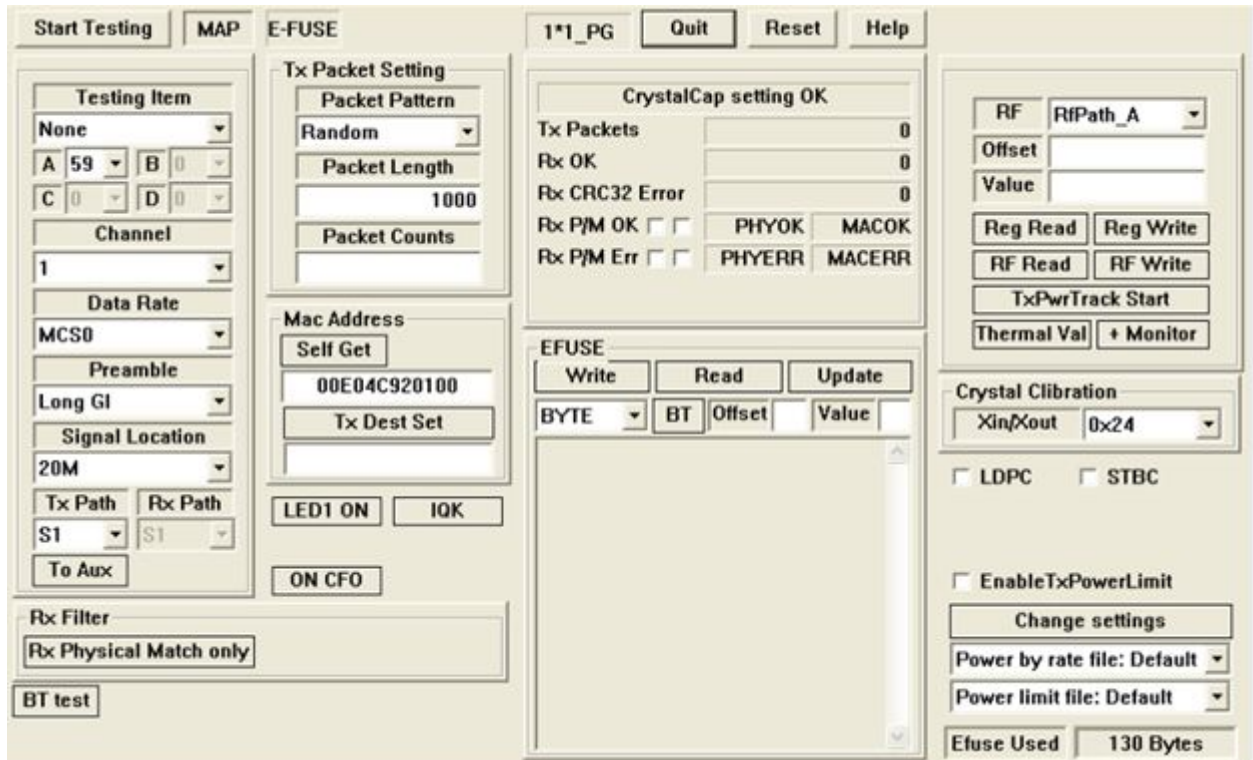 Start Testing MAP E-FUSE 1*1_PG Quit Reset Help
Testing Item
None
A 59 B 0
C 0 D 0
Channel
1
Data Rate
MCS0
Preamble
Long GI
Signal Location
20M
Tx Path Rx Path
S1 S1
To Aux
Rx Filter
Rx Physical Match only
BT test
Tx Packet Setting
Packet Pattern
Random
Packet Length
1000
Packet Counts
Mac Address
Self Get
00E04C920100
Tx Dest Set
LED1 ON IQK
ON CFO
CrystalCap setting OK
Tx Packets 0
Rx OK 0
Rx CRC32 Error 0
Rx P/M OK PHYOK MACOK
Rx P/M Err PHYERR MACERR
EFUSE
Write Read Update
BYTE BT Offset Value
RF RfPath_A
Offset
Value
Reg Read Reg Write
RF Read RF Write
TxPwrTrack Start
Thermal Val + Monitor
Crystal Clibration
Xin/Xout 0x24
LDPC STBC
EnableTxPowerLimit
Change settings
Power by rate file: Default
Power limit file: Default
Efuse Used 130 Bytes